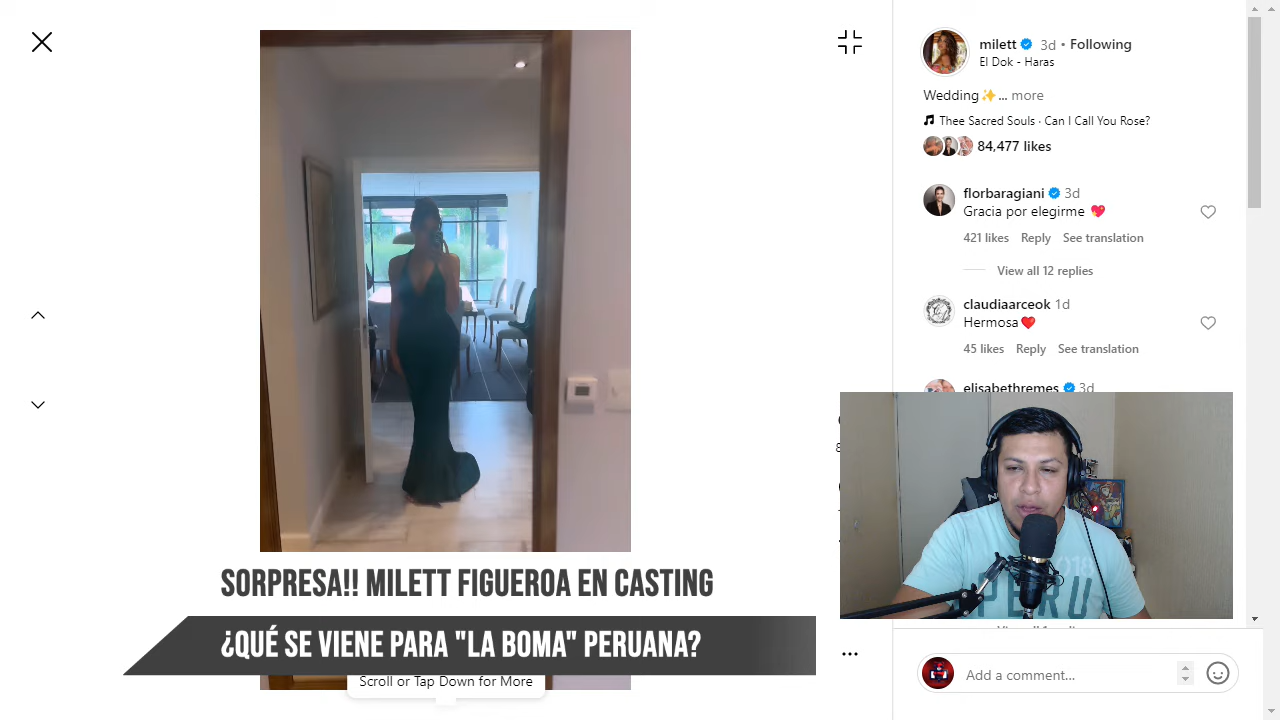 milett 3d • Following
El Dok - Haras
Wedding✨... more
Thee Sacred Souls · Can I Call You Rose?
84,477 likes
florbaragiani 3d
Gracia por elegirme 💖
421 likes Reply See translation
View all 12 replies
claudiaarceok 1d
Hermosa❤️
45 likes Reply See translation
elisabethremes 3d
PERU
SORPRESA!! MILETT FIGUEROA EN CASTING
¿QUÉ SE VIENE PARA "LA BOMA" PERUANA?
Scroll or Tap Down for More
Add a comment...